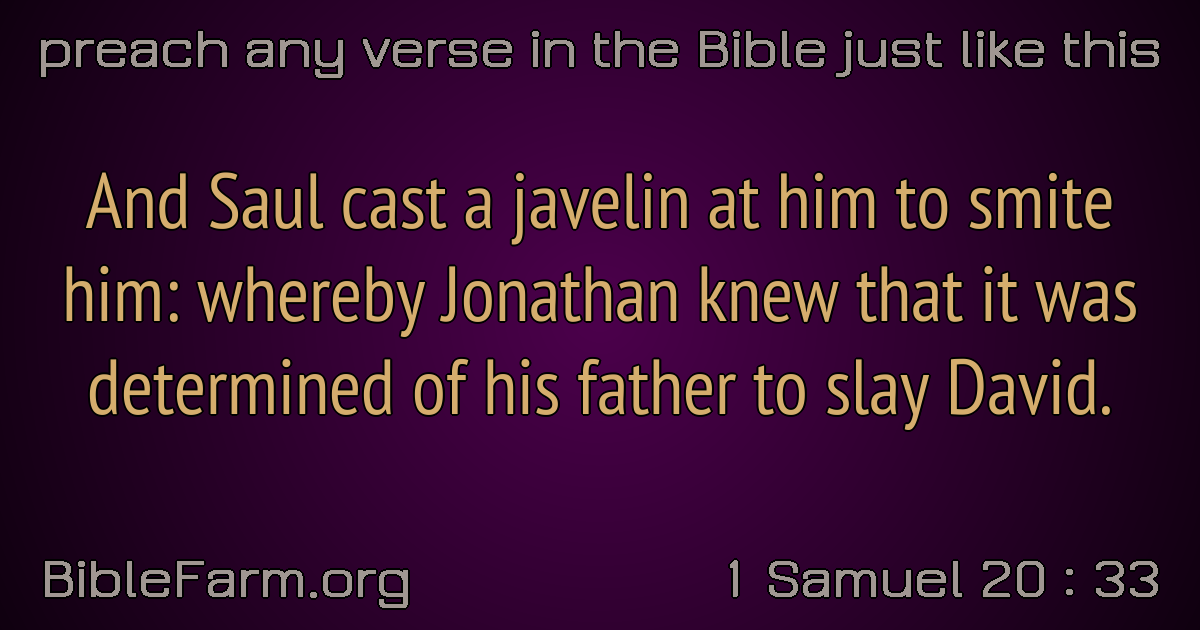 preach any verse in the Bible just like this
And Saul cast a javelin at him to smite
him: whereby Jonathan knew that it was
determined of his father to slay David.
BibleFarm.org
1 Samuel 20 : 33